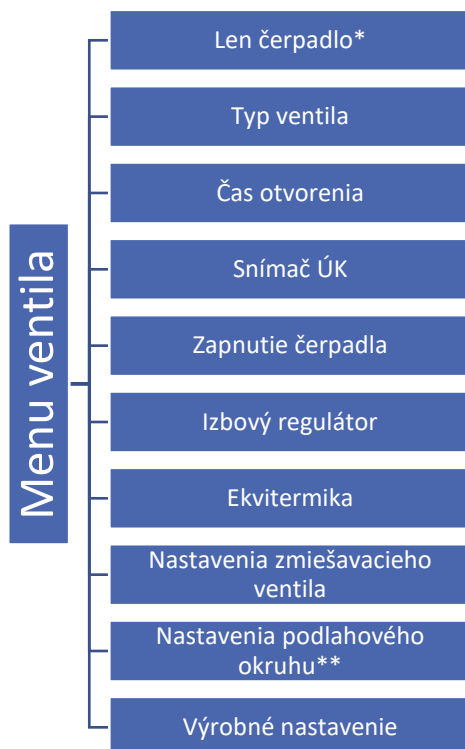 Menu ventila
Len čerpadlo*
Typ ventila
Čas otvorenia
Snímač ÚK
Zapnutie čerpadla
Izbový regulátor
Ekvitermika
Nastavenia zmiešavacieho
ventila
Nastavenia podlahového
okruhu**
Výrobné nastavenie